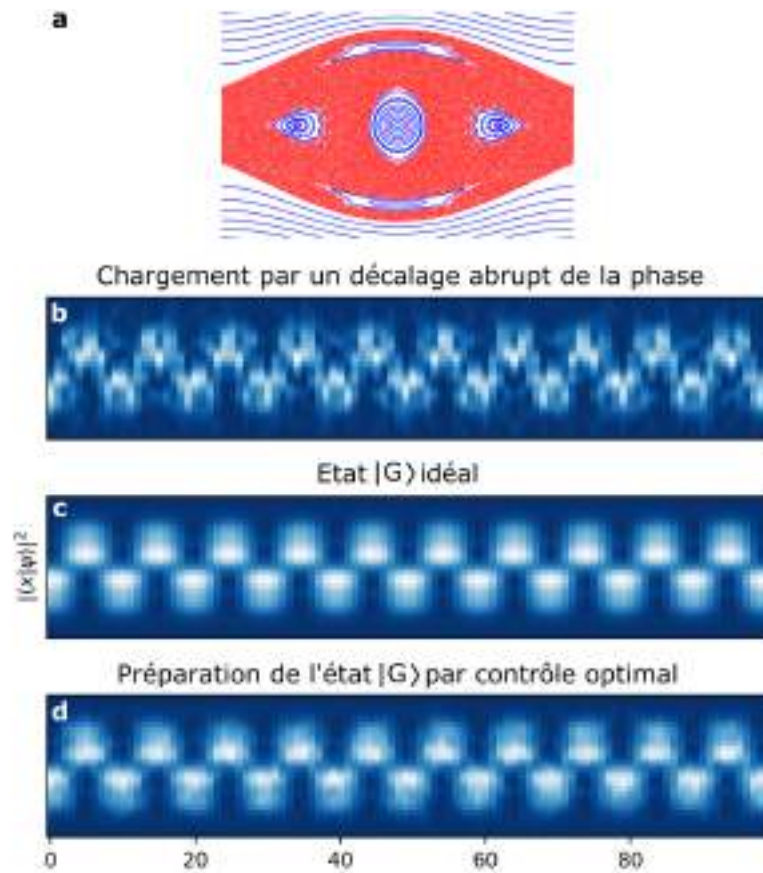 a
Chargement par un décalage abrupt de la phase
b
Etat |G⟩ idéal
c
|⟨x|ψ⟩|²
Préparation de l'état |G⟩ par contrôle optimal
d
0 20 40 60 80